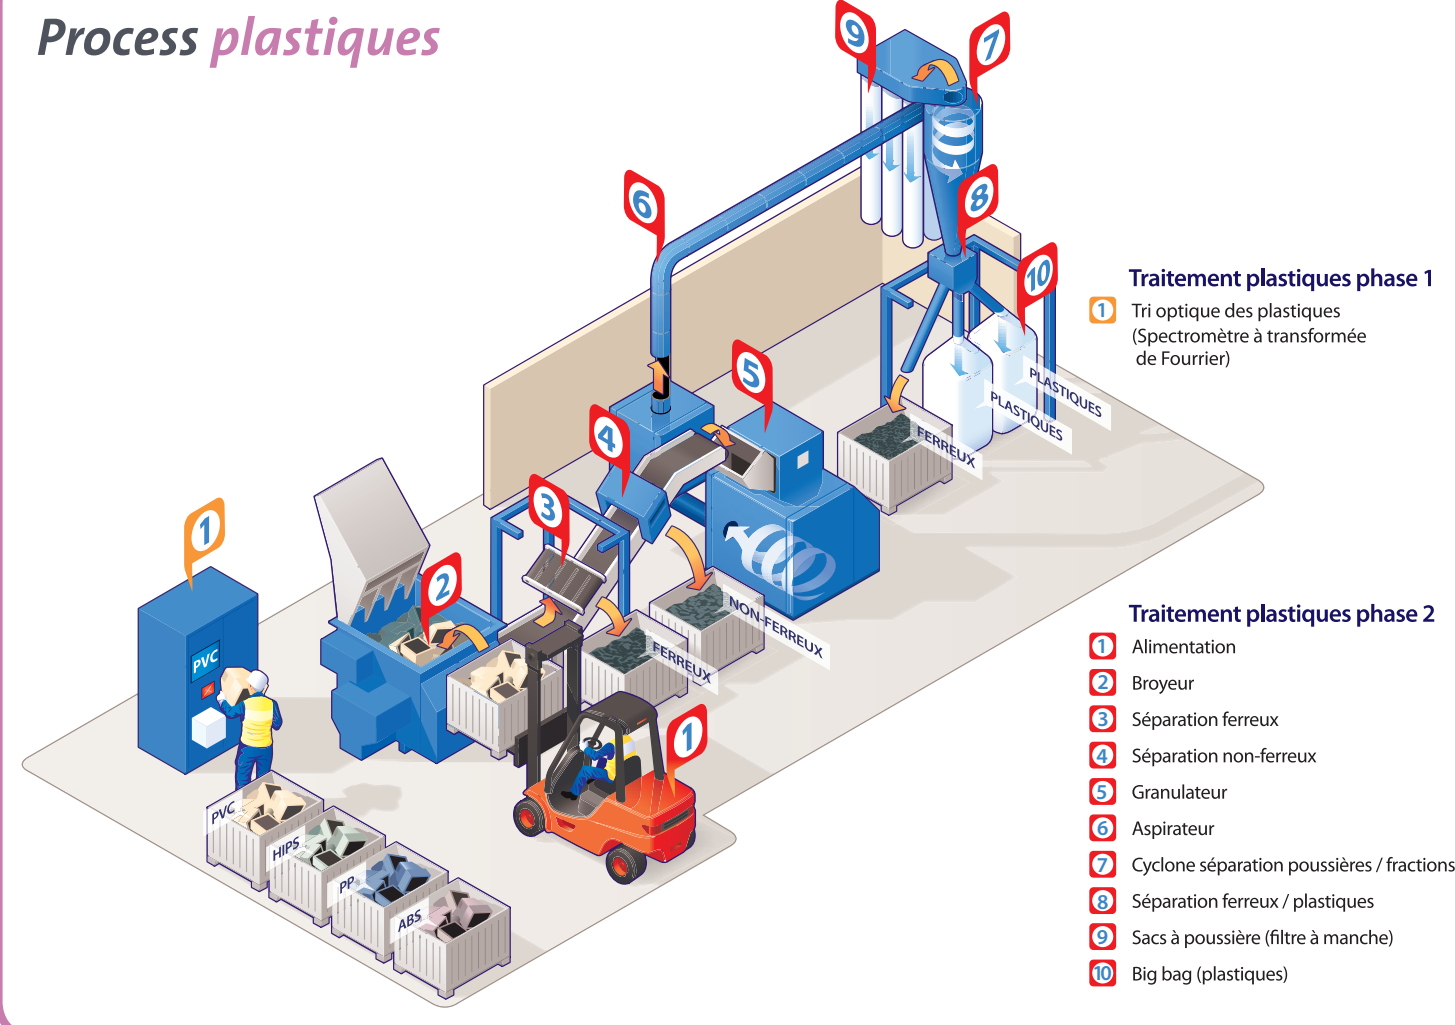 Process plastiques
9
7
6
8
10
5
4
3
1
2
1
PVC
PLASTIQUES
PLASTIQUES
FERREUX
NON-FERREUX
FERREUX
PVC
HIPS
PP
ABS
Traitement plastiques phase 1
1 Tri optique des plastiques
(Spectromètre à transformée
de Fourrier)
Traitement plastiques phase 2
1 Alimentation
2 Broyeur
3 Séparation ferreux
4 Séparation non-ferreux
5 Granulateur
6 Aspirateur
7 Cyclone séparation poussières / fractions
8 Séparation ferreux / plastiques
9 Sacs à poussière (filtre à manche)
10 Big bag (plastiques)